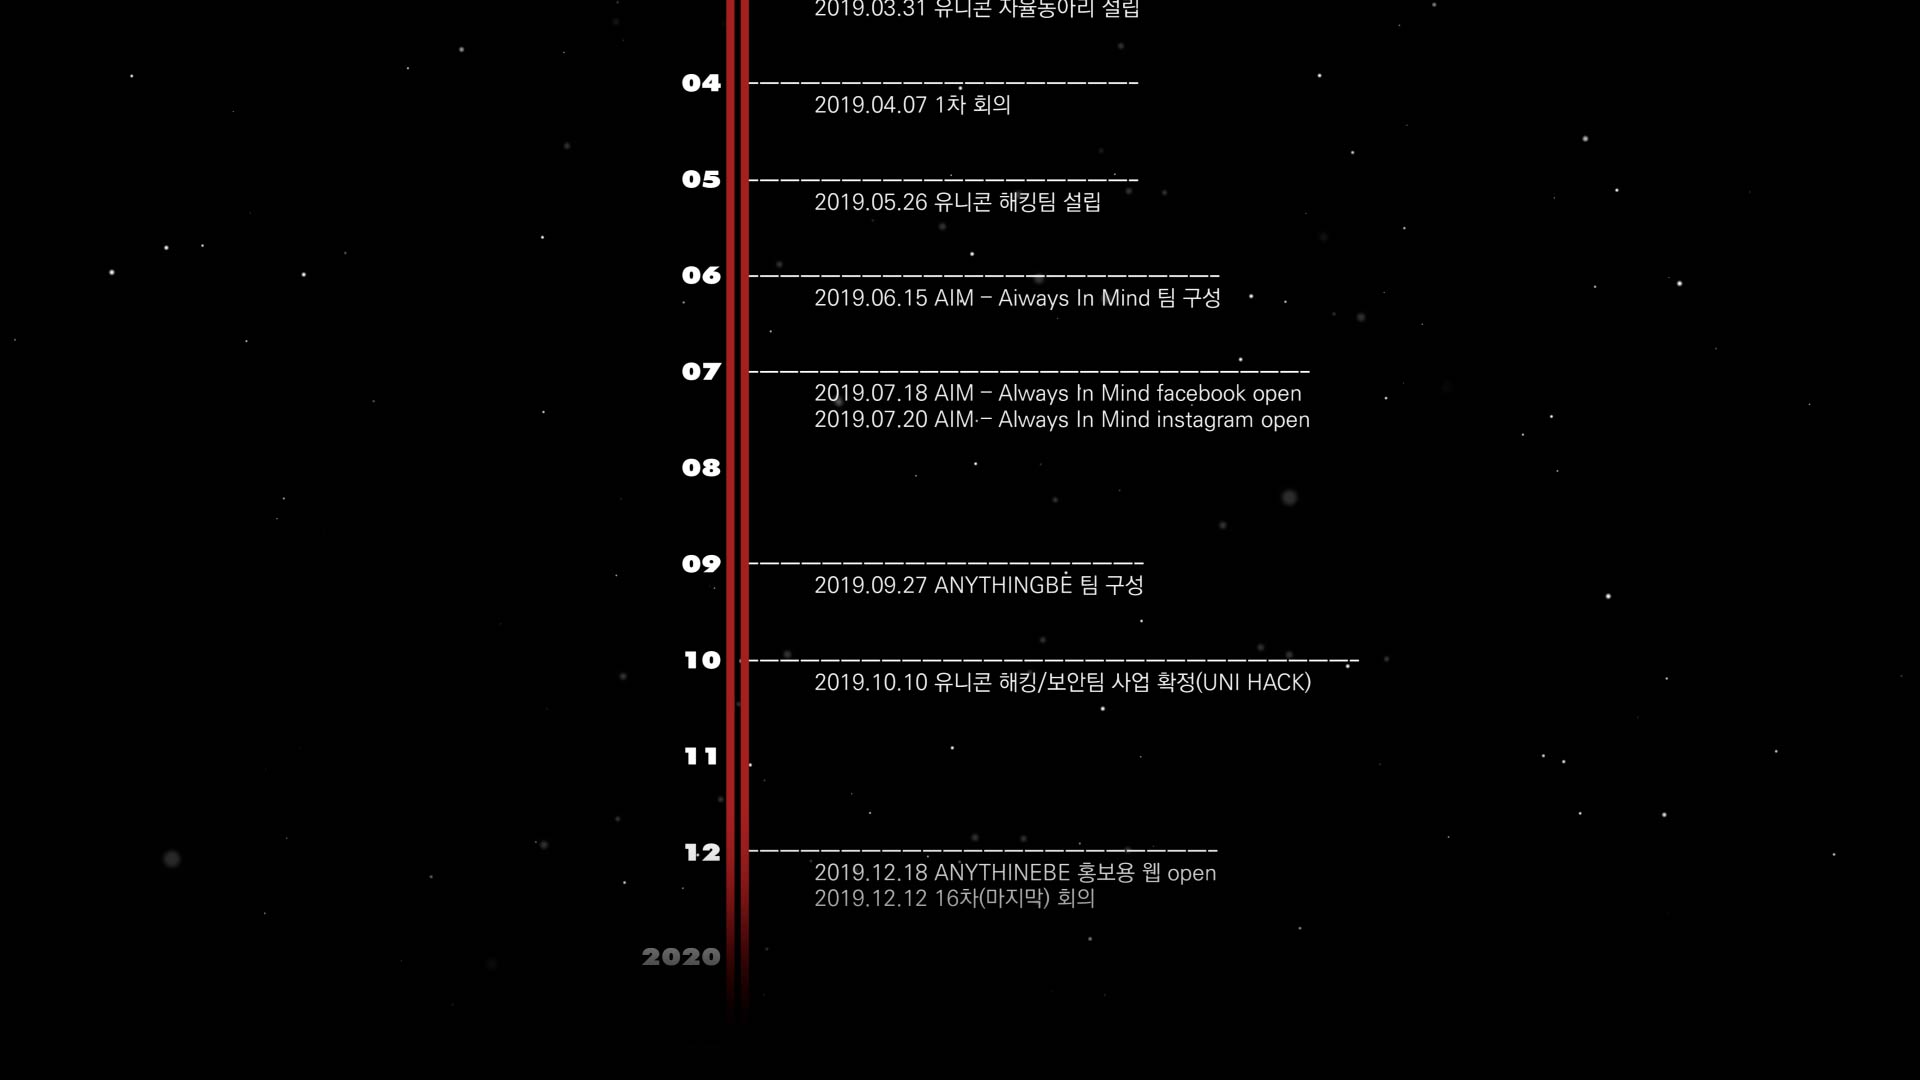 2019.03.31 유니콘 자율동아리 설립
04
2019.04.07 1차 회의
05
2019.05.26 유니콘 해킹팀 설립
06
2019.06.15 AIM - Aiways In Mind 팀 구성
07
2019.07.18 AIM - Always In Mind facebook open
2019.07.20 AIM - Always In Mind instagram open
08
09
2019.09.27 ANYTHINGBE 팀 구성
10
2019.10.10 유니콘 해킹/보안팀 사업 확정(UNI HACK)
11
12
2019.12.18 ANYTHINEBE 홍보용 웹 open
2019.12.12 16차(마지막) 회의
2020